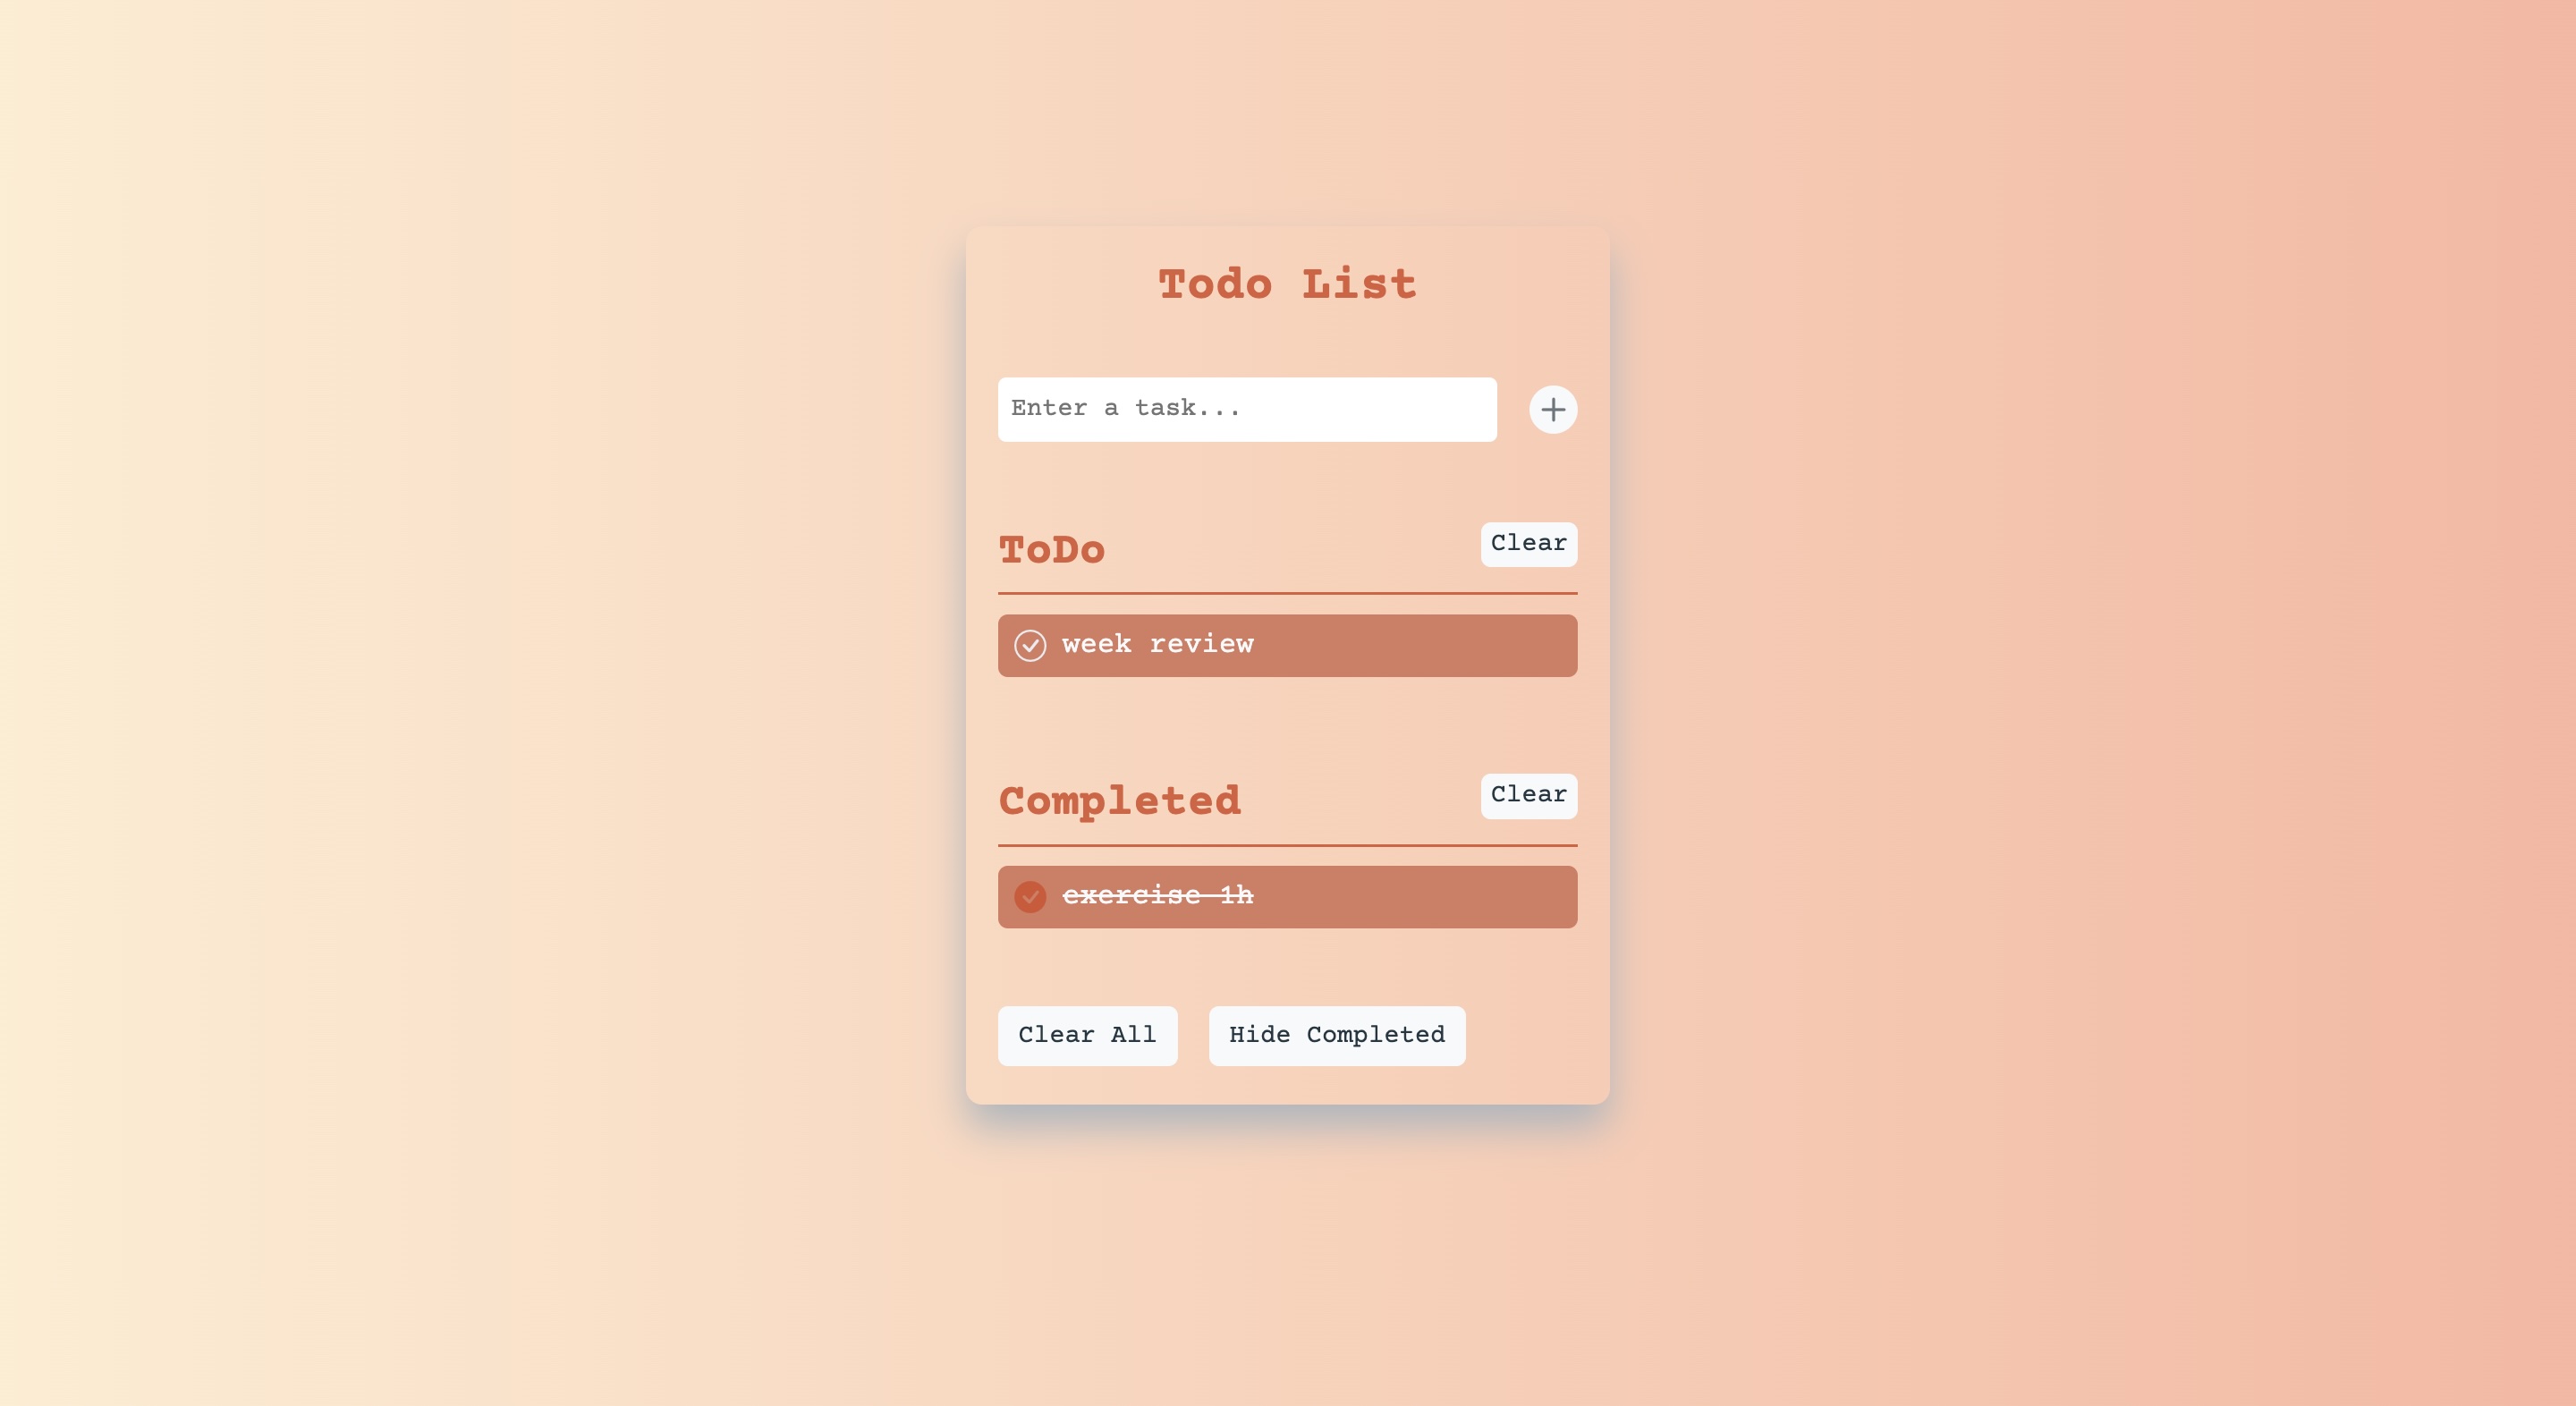 Todo List
Enter a task...
ToDo
Clear
week review
Completed
Clear
exercise 1h
Clear All
Hide Completed